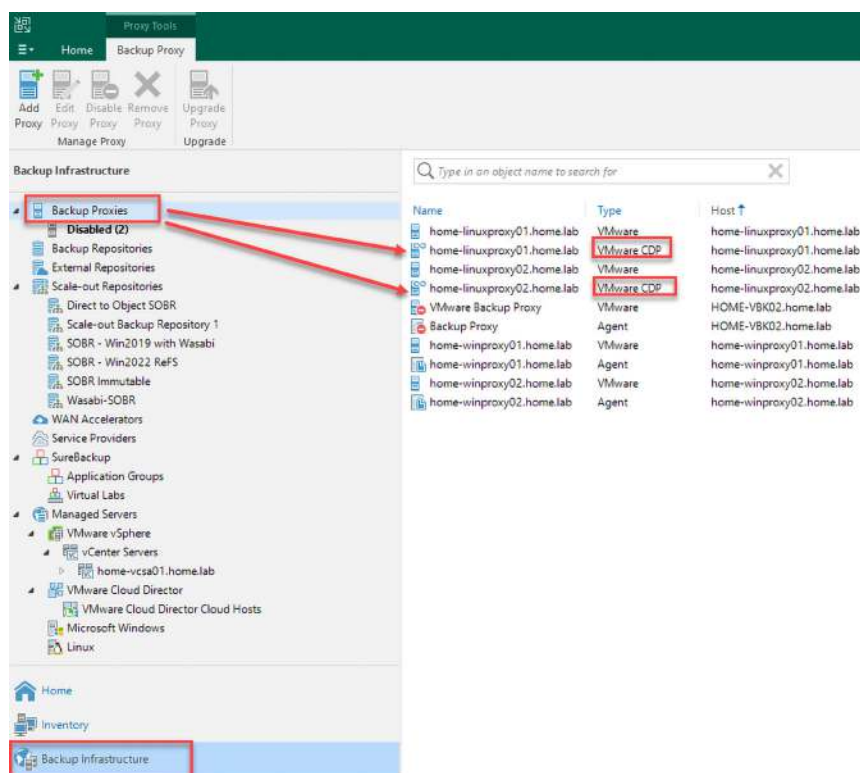 Proxy Tools
Home Backup Proxy
Add Proxy Edit Proxy Disable Proxy Remove Proxy Upgrade Proxy
Manage Proxy Upgrade
Backup Infrastructure
Type in an object name to search for
Backup Proxies
Disabled (2)
Backup Repositories
External Repositories
Scale-out Repositories
Direct to Object SOBR
Scale-out Backup Repository 1
SOBR - Win2019 with Wasabi
SOBR - Win2022 ReFS
SOBR Immutable
Wasabi-SOBR
WAN Accelerators
Service Providers
SureBackup
Application Groups
Virtual Labs
Managed Servers
VMware vSphere
vCenter Servers
home-vcsa01.home.lab
VMware Cloud Director
VMware Cloud Director Cloud Hosts
Microsoft Windows
Linux
Home
Inventory
Backup Infrastructure
Name Type Host
home-linuxproxy01.home.lab VMware home-linuxproxy01.home.lab
home-linuxproxy01.home.lab VMware CDP home-linuxproxy01.home.lab
home-linuxproxy02.home.lab VMware home-linuxproxy02.home.lab
home-linuxproxy02.home.lab VMware CDP home-linuxproxy02.home.lab
VMware Backup Proxy VMware HOME-VBK02.home.lab
Backup Proxy Agent HOME-VBK02.home.lab
home-winproxy01.home.lab VMware home-winproxy01.home.lab
home-winproxy01.home.lab Agent home-winproxy01.home.lab
home-winproxy02.home.lab VMware home-winproxy02.home.lab
home-winproxy02.home.lab Agent home-winproxy02.home.lab